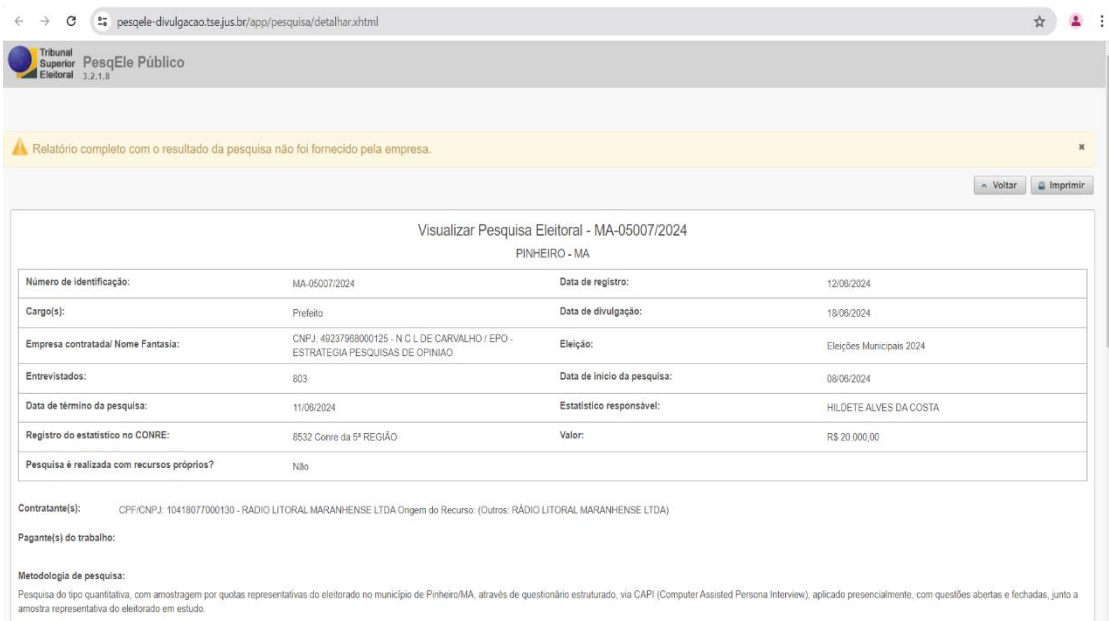 pesqele-divulgacao.tse.jus.br/app/pesquisa/detalhar.xhtml
Tribunal
Superior
Eleitoral
PesqEle Público
3.2.1.8
Relatório completo com o resultado da pesquisa não foi fornecido pela empresa.
Voltar Imprimir
Visualizar Pesquisa Eleitoral - MA-05007/2024
PINHEIRO - MA
Número de identificação: MA-05007/2024 Data de registro: 12/06/2024
Cargo(s): Prefeito Data de divulgação: 18/06/2024
Empresa contratada/ Nome Fantasia: CNPJ: 49237968000125 - N C L DE CARVALHO / EPO -
ESTRATEGIA PESQUISAS DE OPINIAO
Eleição: Eleições Municipais 2024
Entrevistados: 803 Data de início da pesquisa: 08/06/2024
Data de término da pesquisa: 11/06/2024 Estatístico responsável: HILDETE ALVES DA COSTA
Registro do estatístico no CONRE: 8532 Conre da 5ª REGIÃO Valor: R$ 20.000,00
Pesquisa é realizada com recursos próprios? Não
Contratante(s): CPF/CNPJ: 10418077000130 - RADIO LITORAL MARANHENSE LTDA Origem do Recurso: (Outros: RÁDIO LITORAL MARANHENSE LTDA)
Pagante(s) do trabalho:
Metodologia de pesquisa:
Pesquisa do tipo quantitativa, com amostragem por quotas representativas do eleitorado no município de Pinheiro/MA, através de questionário estruturado, via CAPI (Computer Assisted Persona Interview), aplicado presencialmente, com questões abertas e fechadas, junto a
amostra representativa do eleitorado em estudo.